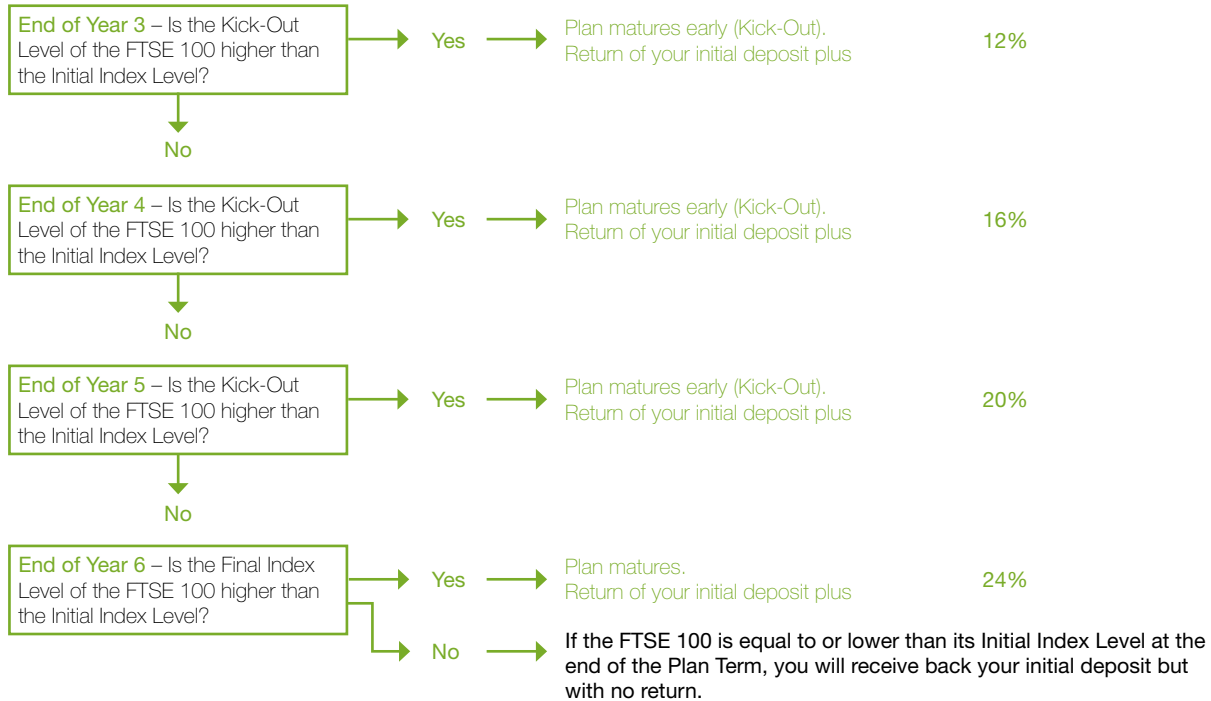 End of Year 3 – Is the Kick-Out
Level of the FTSE 100 higher than
the Initial Index Level?
Yes
Plan matures early (Kick-Out).
Return of your initial deposit plus
12%
No
End of Year 4 – Is the Kick-Out
Level of the FTSE 100 higher than
the Initial Index Level?
Yes
Plan matures early (Kick-Out).
Return of your initial deposit plus
16%
No
End of Year 5 – Is the Kick-Out
Level of the FTSE 100 higher than
the Initial Index Level?
Yes
Plan matures early (Kick-Out).
Return of your initial deposit plus
20%
No
End of Year 6 – Is the Final Index
Level of the FTSE 100 higher than
the Initial Index Level?
Yes
Plan matures.
Return of your initial deposit plus
24%
No
If the FTSE 100 is equal to or lower than its Initial Index Level at the
end of the Plan Term, you will receive back your initial deposit but
with no return.